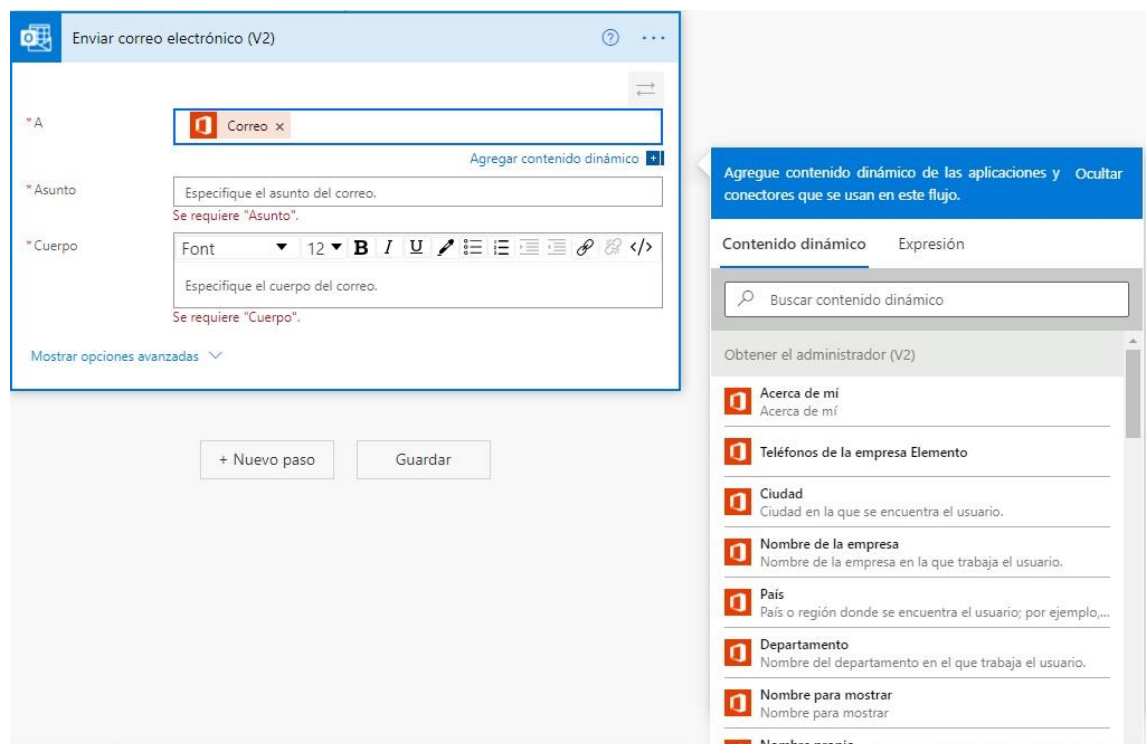 Enviar correo electrónico (V2)
* A
Correo ×
Agregar contenido dinámico
* Asunto
Especifique el asunto del correo.
Se requiere "Asunto".
* Cuerpo
Font 12 B I U </>
Especifique el cuerpo del correo.
Se requiere "Cuerpo".
Mostrar opciones avanzadas
+ Nuevo paso
Guardar
Agregue contenido dinámico de las aplicaciones y
conectores que se usan en este flujo.
Ocultar
Contenido dinámico
Expresión
Buscar contenido dinámico
Obtener el administrador (V2)
Acerca de mí
Acerca de mí
Teléfonos de la empresa Elemento
Ciudad
Ciudad en la que se encuentra el usuario.
Nombre de la empresa
Nombre de la empresa en la que trabaja el usuario.
País
País o región donde se encuentra el usuario; por ejemplo,...
Departamento
Nombre del departamento en el que trabaja el usuario.
Nombre para mostrar
Nombre para mostrar